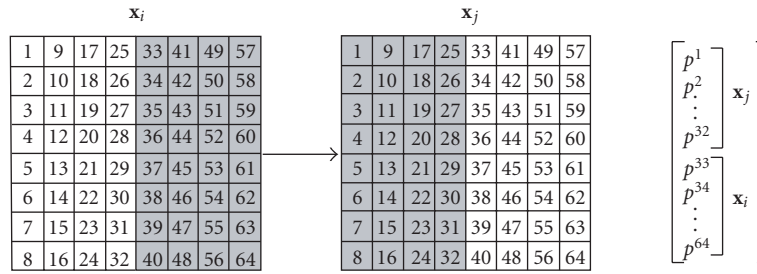 x_i x_j
1 9 17 25 33 41 49 57 1 9 17 25 33 41 49 57
2 10 18 26 34 42 50 58 2 10 18 26 34 42 50 58
3 11 19 27 35 43 51 59 3 11 19 27 35 43 51 59
4 12 20 28 36 44 52 60 4 12 20 28 36 44 52 60
5 13 21 29 37 45 53 61 5 13 21 29 37 45 53 61
6 14 22 30 38 46 54 62 6 14 22 30 38 46 54 62
7 15 23 31 39 47 55 63 7 15 23 31 39 47 55 63
8 16 24 32 40 48 56 64 8 16 24 32 40 48 56 64
p^1
p^2
⋮ x_j
p^32
p^33
p^34 x_i
⋮
p^64